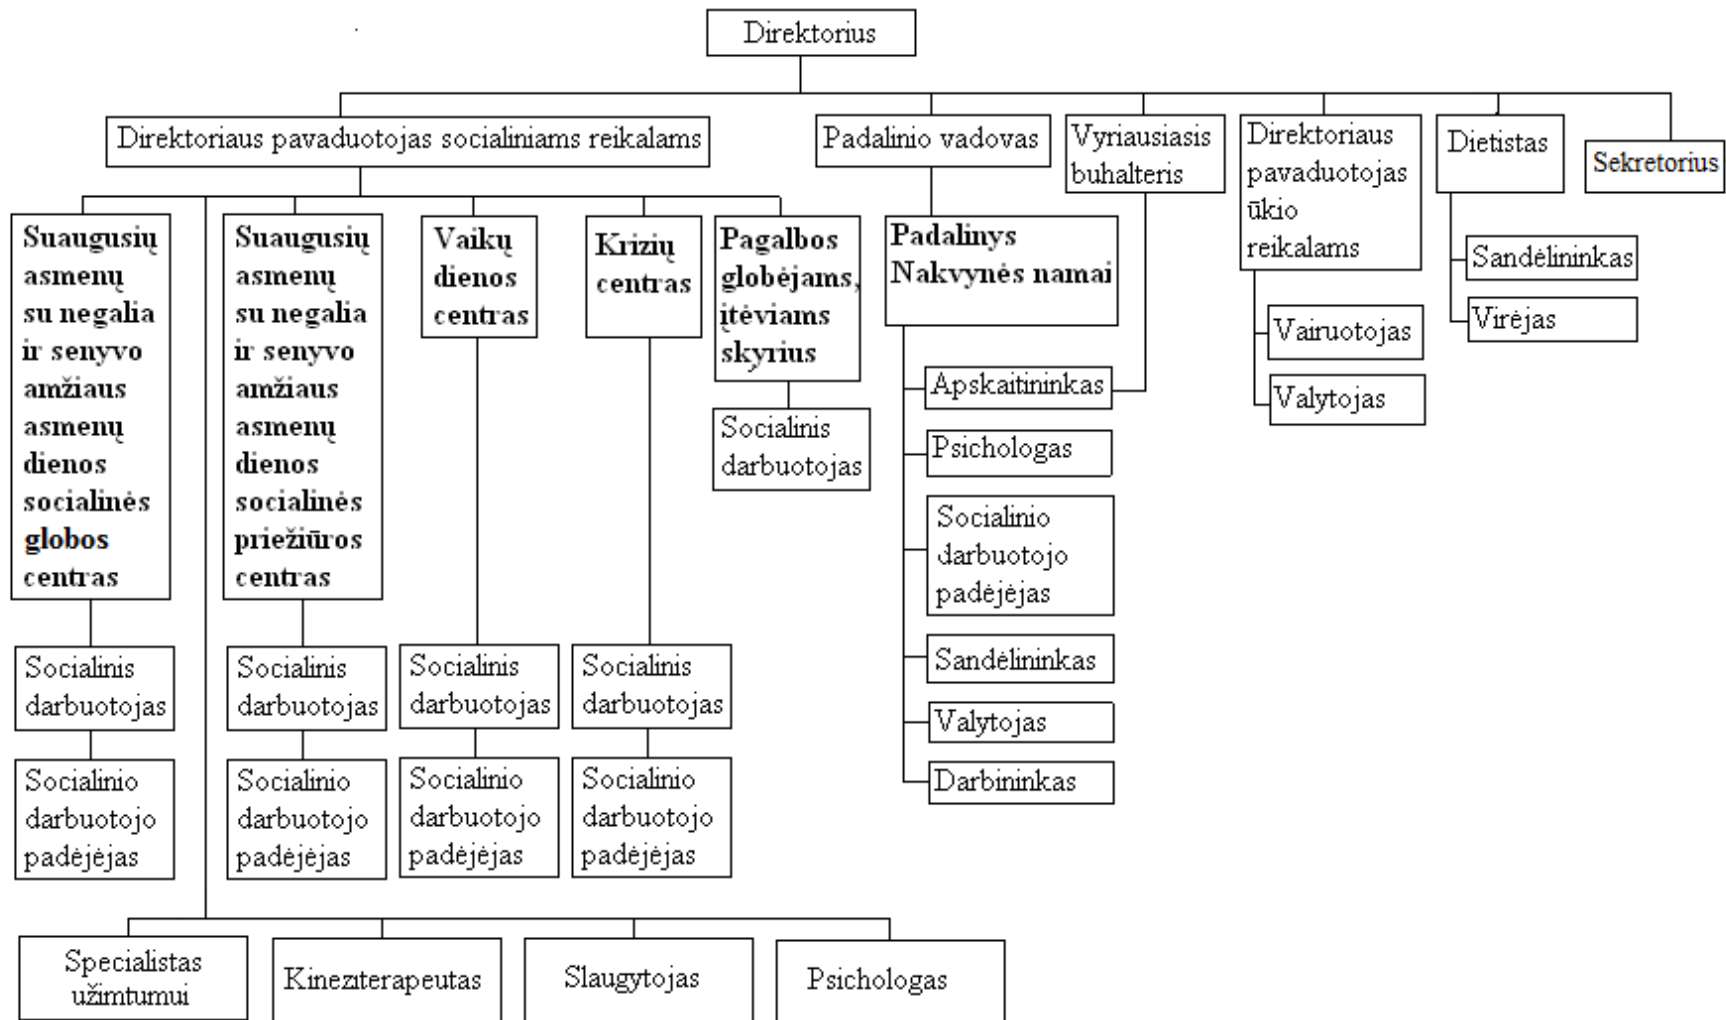 Direktorius
Direktoriaus pavaduotojas socialiniams reikalams
Padalinio vadovas
Vyriausiasis
buhalteris
Direktoriaus
pavaduotojas
ūkio
reikalams
Dietistas
Sekretorius
Suaugusių
asmenų
su negalia
ir senyvo
amžiaus
asmenų
dienos
socialinės
globos
centras
Suaugusių
asmenų
su negalia
ir senyvo
amžiaus
asmenų
dienos
socialinės
priežiūros
centras
Vaikų
dienos
centras
Krizių
centras
Pagalbos
globėjams,
įtėviams
skyrius
Padalinys
Nakvynės namai
Sandėlininkas
Virėjas
Vairuotojas
Valytojas
Apskaitininkas
Psichologas
Socialinio
darbuotojo
padėjėjas
Sandėlininkas
Valytojas
Darbininkas
Socialinis
darbuotojas
Socialinis
darbuotojas
Socialinis
darbuotojas
Socialinis
darbuotojas
Socialinis
darbuotojas
Socialinio
darbuotojo
padėjėjas
Socialinio
darbuotojo
padėjėjas
Socialinio
darbuotojo
padėjėjas
Socialinio
darbuotojo
padėjėjas
Specialistas
užimtumui
Kineziterapeutas
Slaugytojas
Psichologas